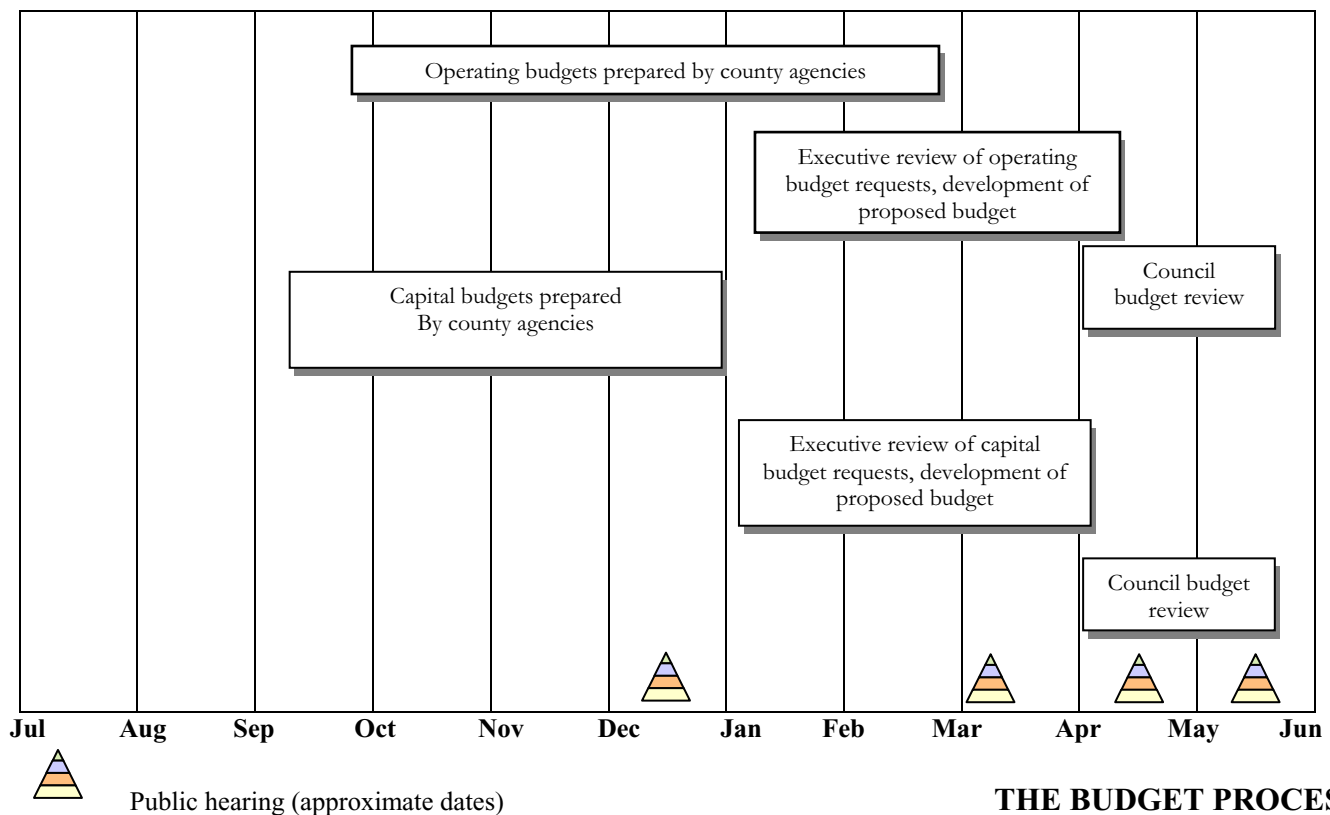 Operating budgets prepared by county agencies
Executive review of operating
budget requests, development of
proposed budget
Council
budget review
Capital budgets prepared
By county agencies
Executive review of capital
budget requests, development of
proposed budget
Council budget
review
Jul Aug Sep Oct Nov Dec Jan Feb Mar Apr May Jun
Public hearing (approximate dates)
THE BUDGET PROCES